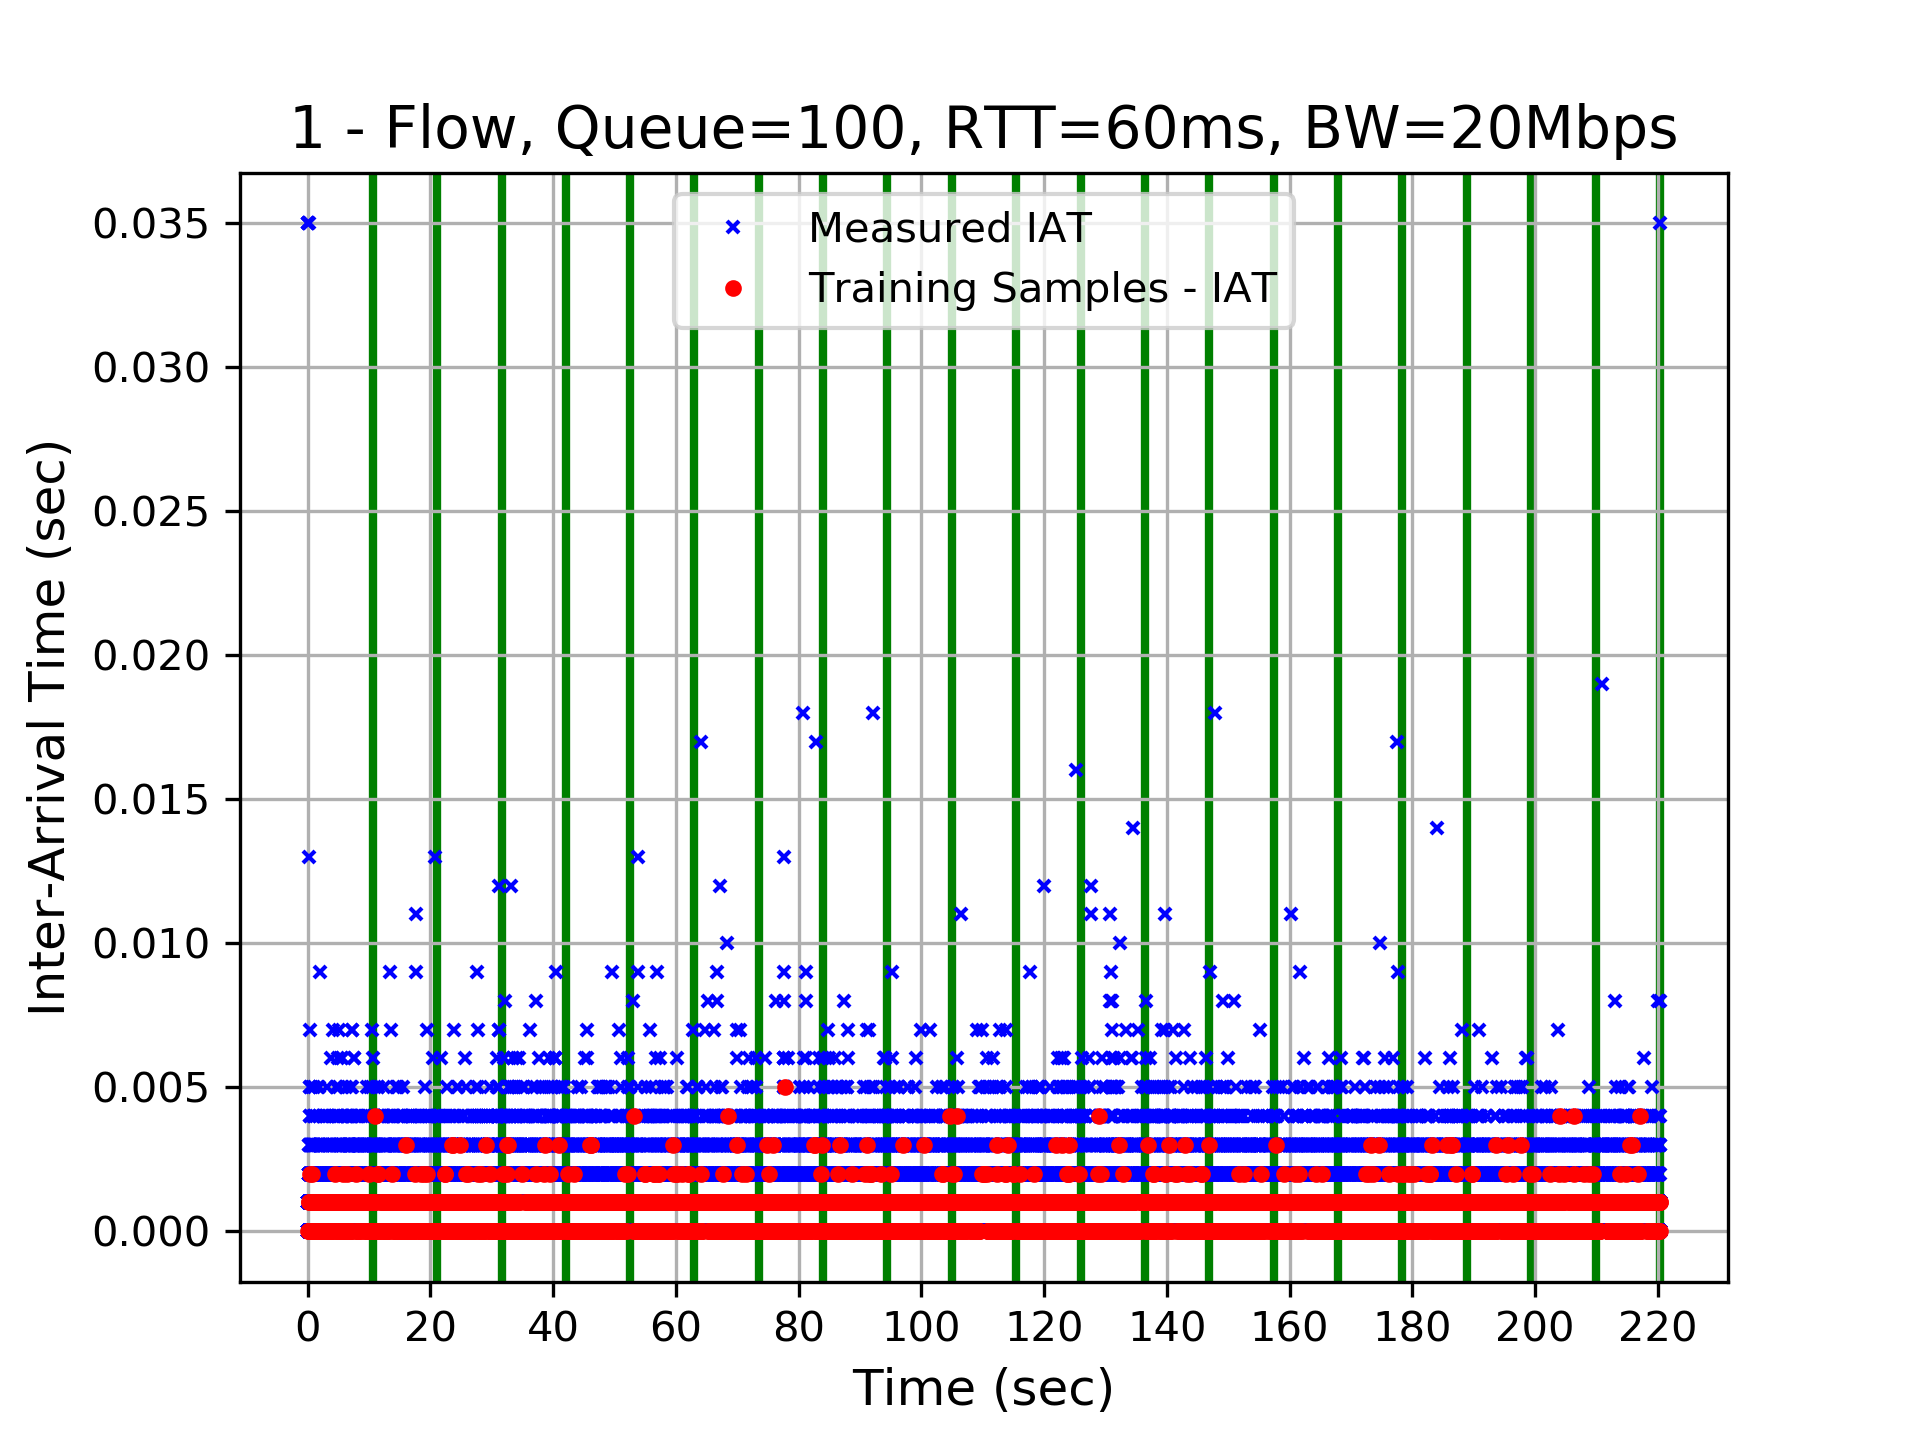 1 - Flow, Queue=100, RTT=60ms, BW=20Mbps
Measured IAT
Training Samples - IAT
Inter-Arrival Time (sec)
0.035
0.030
0.025
0.020
0.015
0.010
0.005
0.000
0 20 40 60 80 100 120 140 160 180 200 220
Time (sec)